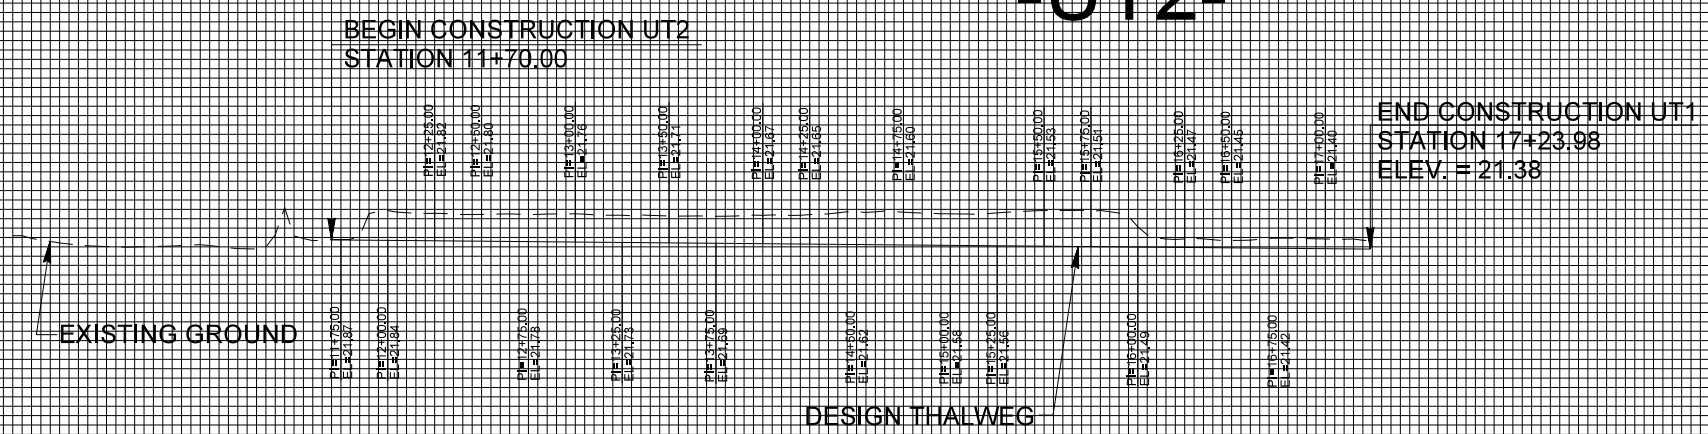 -UT2-
BEGIN CONSTRUCTION UT2
STATION 11+70.00
PI=12+25.00
EL=21.82
PI=12+50.00
EL=21.80
PI=13+00.00
EL=21.76
PI=13+50.00
EL=21.71
PI=14+00.00
EL=21.67
PI=14+25.00
EL=21.65
PI=14+75.00
EL=21.60
PI=15+50.00
EL=21.53
PI=15+75.00
EL=21.51
PI=16+25.00
EL=21.47
PI=16+50.00
EL=21.45
PI=17+00.00
EL=21.40
END CONSTRUCTION UT1
STATION 17+23.98
ELEV. = 21.38
EXISTING GROUND
PI=11+75.00
EL=21.87
PI=12+00.00
EL=21.84
PI=12+75.00
EL=21.78
PI=13+25.00
EL=21.73
PI=13+75.00
EL=21.69
PI=14+50.00
EL=21.62
PI=15+00.00
EL=21.58
PI=15+25.00
EL=21.56
PI=16+00.00
EL=21.49
PI=16+75.00
EL=21.42
DESIGN THALWEG